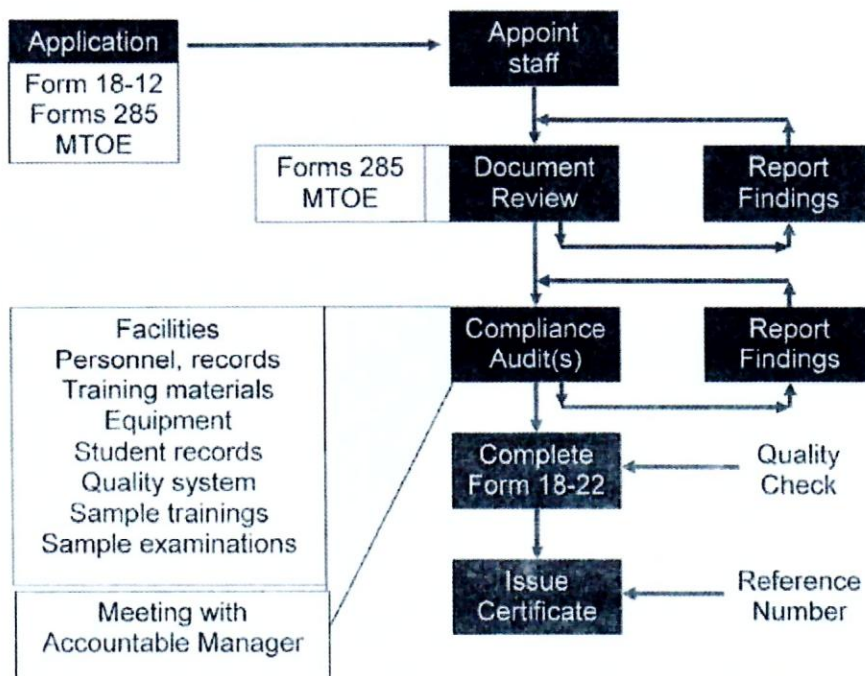 Application
Form 18-12
Forms 285
MTOE
Appoint
staff
Forms 285
MTOE
Document
Review
Report
Findings
Facilities
Personnel, records
Training materials
Equipment
Student records
Quality system
Sample trainings
Sample examinations
Meeting with
Accountable Manager
Compliance
Audit(s)
Report
Findings
Complete
Form 18-22
Quality
Check
Issue
Certificate
Reference
Number